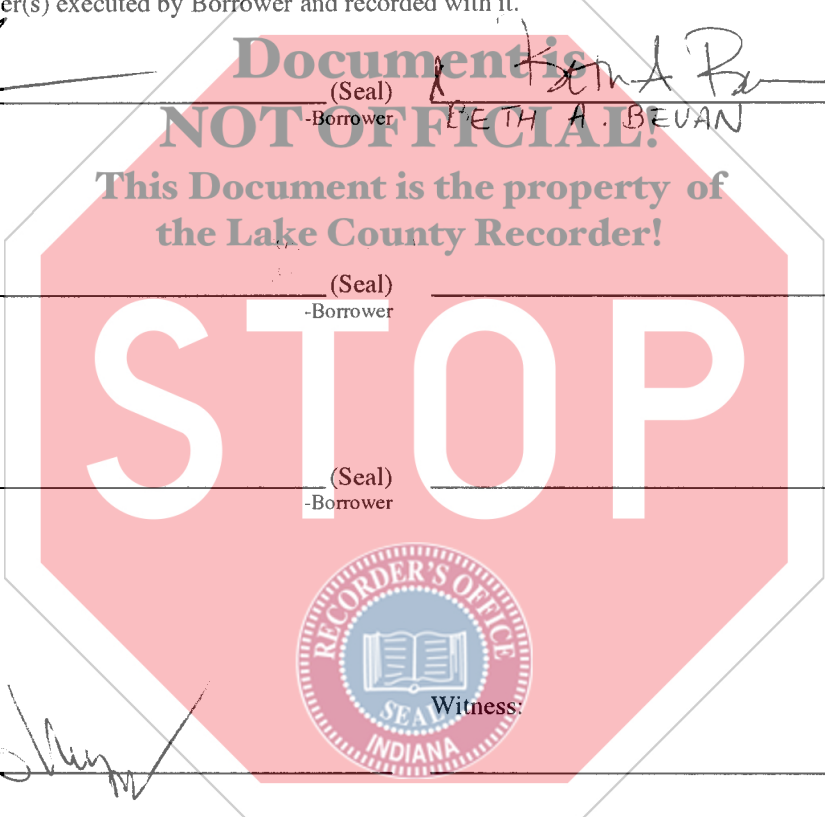 er(s) executed by Borrower and recorded with it.
Document is
(Seal)
-Borrower
BETH A. BEVAN
NOT OFFICIAL!
This Document is the property of
the Lake County Recorder!
(Seal)
-Borrower
STOP
(Seal)
-Borrower
RECORDER'S OFFICE
SEAL
INDIANA
Witness: